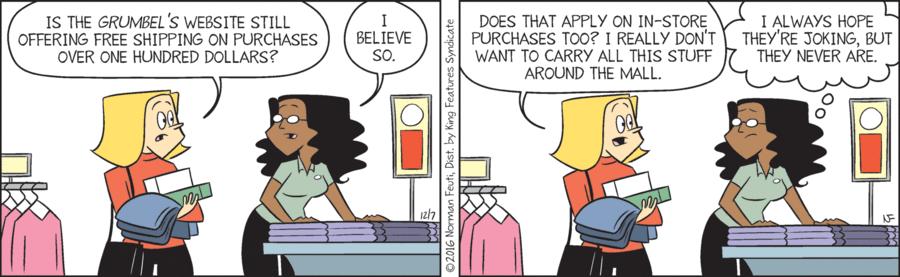 IS THE GRUMBEL'S WEBSITE STILL
OFFERING FREE SHIPPING ON PURCHASES
OVER ONE HUNDRED DOLLARS?
I
BELIEVE
SO.
12/7
©2016 Norman Feuti, Dist. by King Features Syndicate
DOES THAT APPLY ON IN-STORE
PURCHASES TOO? I REALLY DON'T
WANT TO CARRY ALL THIS STUFF
AROUND THE MALL.
I ALWAYS HOPE
THEY'RE JOKING, BUT
THEY NEVER ARE.
NF